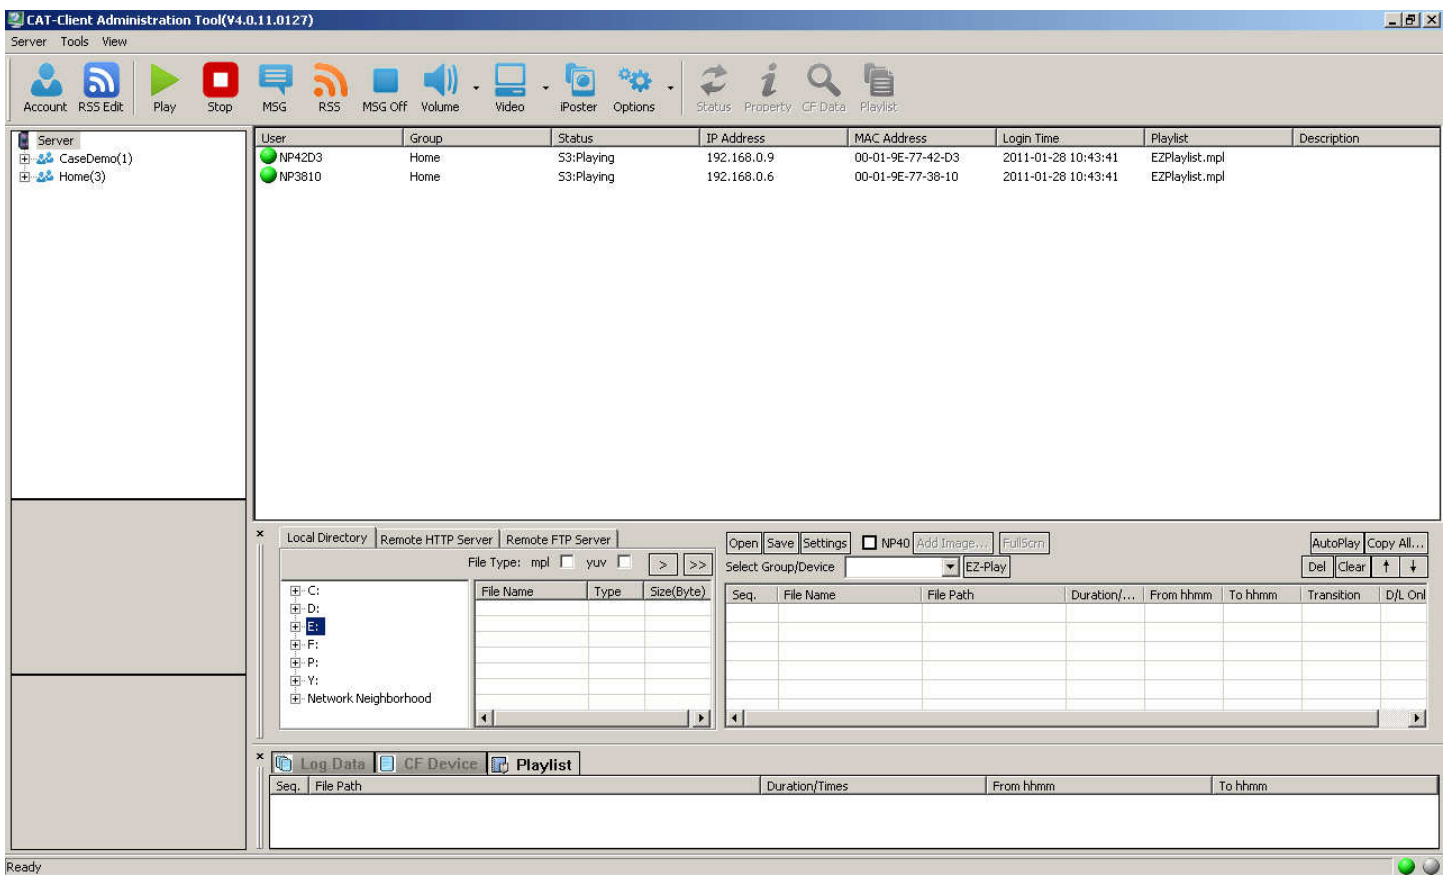 CAT-Client Administration Tool(V4.0.11.0127)
Server Tools View
Account RSS Edit Play Stop MSG RSS MSG Off Volume Video iPoster Options Status Property CF Data Playlist
Server
CaseDemo(1)
Home(3)
User Group Status IP Address MAC Address Login Time Playlist Description
NP42D3 Home S3:Playing 192.168.0.9 00-01-9E-77-42-D3 2011-01-28 10:43:41 EZPlaylist.mpl
NP3810 Home S3:Playing 192.168.0.6 00-01-9E-77-38-10 2011-01-28 10:43:41 EZPlaylist.mpl
Local Directory Remote HTTP Server Remote FTP Server
File Type: mpl yuv > >>
C:
D:
E:
F:
P:
Y:
Network Neighborhood
File Name Type Size(Byte)
Open Save Settings NP40 Add Image... FullScrn AutoPlay Copy All...
Select Group/Device EZ-Play Del Clear
Seq. File Name File Path Duration/... From hhmm To hhmm Transition D/L Onl
Log Data CF Device Playlist
Seq. File Path Duration/Times From hhmm To hhmm
Ready